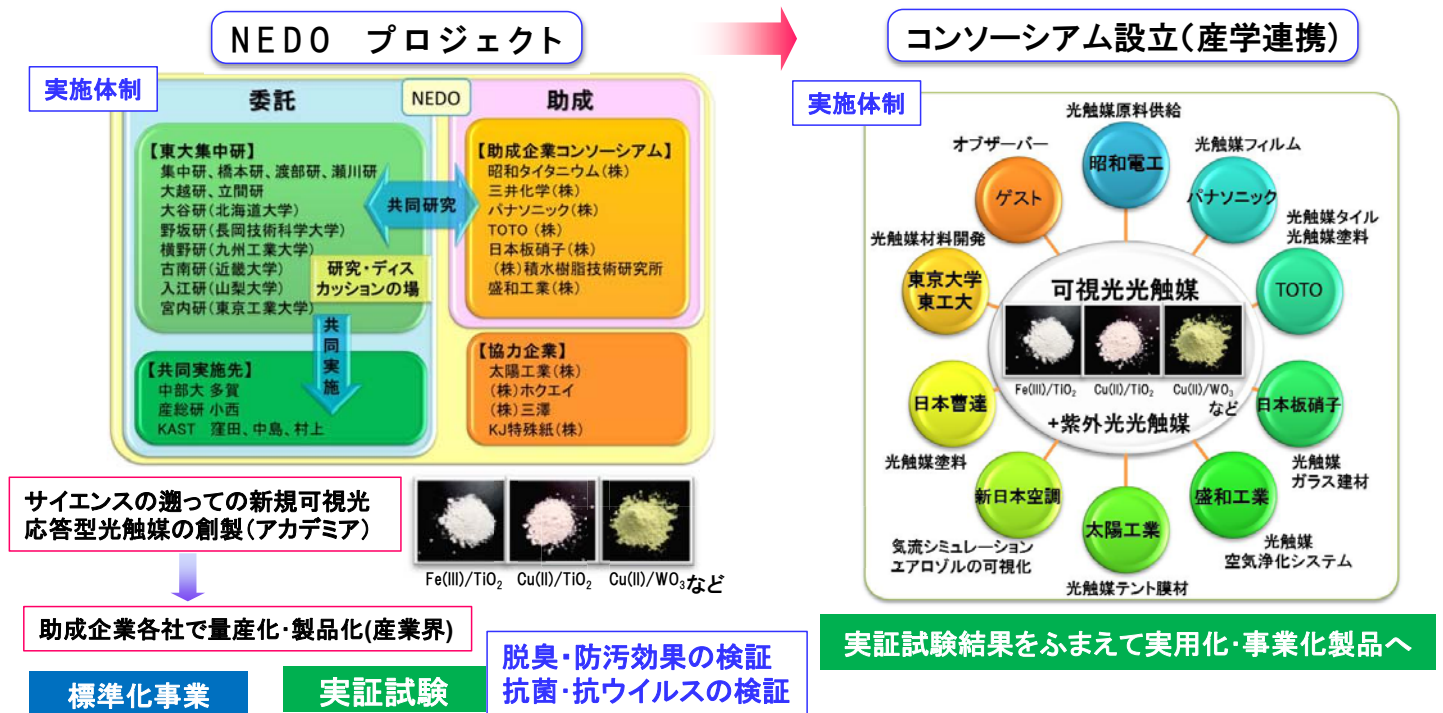 NEDO プロジェクト
実施体制
委託
NEDO
助成
【東大集中研】
集中研、橋本研、渡部研、瀬川研
大越研、立間研
大谷研(北海道大学)
野坂研(長岡技術科学大学)
横野研(九州工業大学)
古南研(近畿大学)
入江研(山梨大学)
宮内研(東京工業大学)
共同研究
研究・ディス
カッションの場
共同実施
【助成企業コンソーシアム】
昭和タイタニウム(株)
三井化学(株)
パナソニック(株)
TOTO (株)
日本板硝子(株)
(株)積水樹脂技術研究所
盛和工業(株)
【共同実施先】
中部大 多賀
産総研 小西
KAST 窪田、中島、村上
【協力企業】
太陽工業(株)
(株)ホクエイ
(株)三澤
KJ特殊紙(株)
サイエンスの遡っての新規可視光
応答型光触媒の創製(アカデミア)
Fe(III)/TiO2 Cu(II)/TiO2 Cu(II)/WO3など
助成企業各社で量産化・製品化(産業界)
標準化事業
実証試験
脱臭・防汚効果の検証
抗菌・抗ウイルスの検証
コンソーシアム設立(産学連携)
実施体制
光触媒原料供給
昭和電工
オブザーバー
ゲスト
光触媒フィルム
パナソニック
光触媒タイル
光触媒塗料
TOTO
光触媒材料開発
東京大学
東工大
可視光光触媒
Fe(III)/TiO2 Cu(II)/TiO2 Cu(II)/WO3
など
+紫外光光触媒
日本曹達
光触媒塗料
日本板硝子
光触媒
ガラス建材
新日本空調
気流シミュレーション
エアロゾルの可視化
太陽工業
光触媒テント膜材
盛和工業
光触媒
空気浄化システム
実証試験結果をふまえて実用化・事業化製品へ